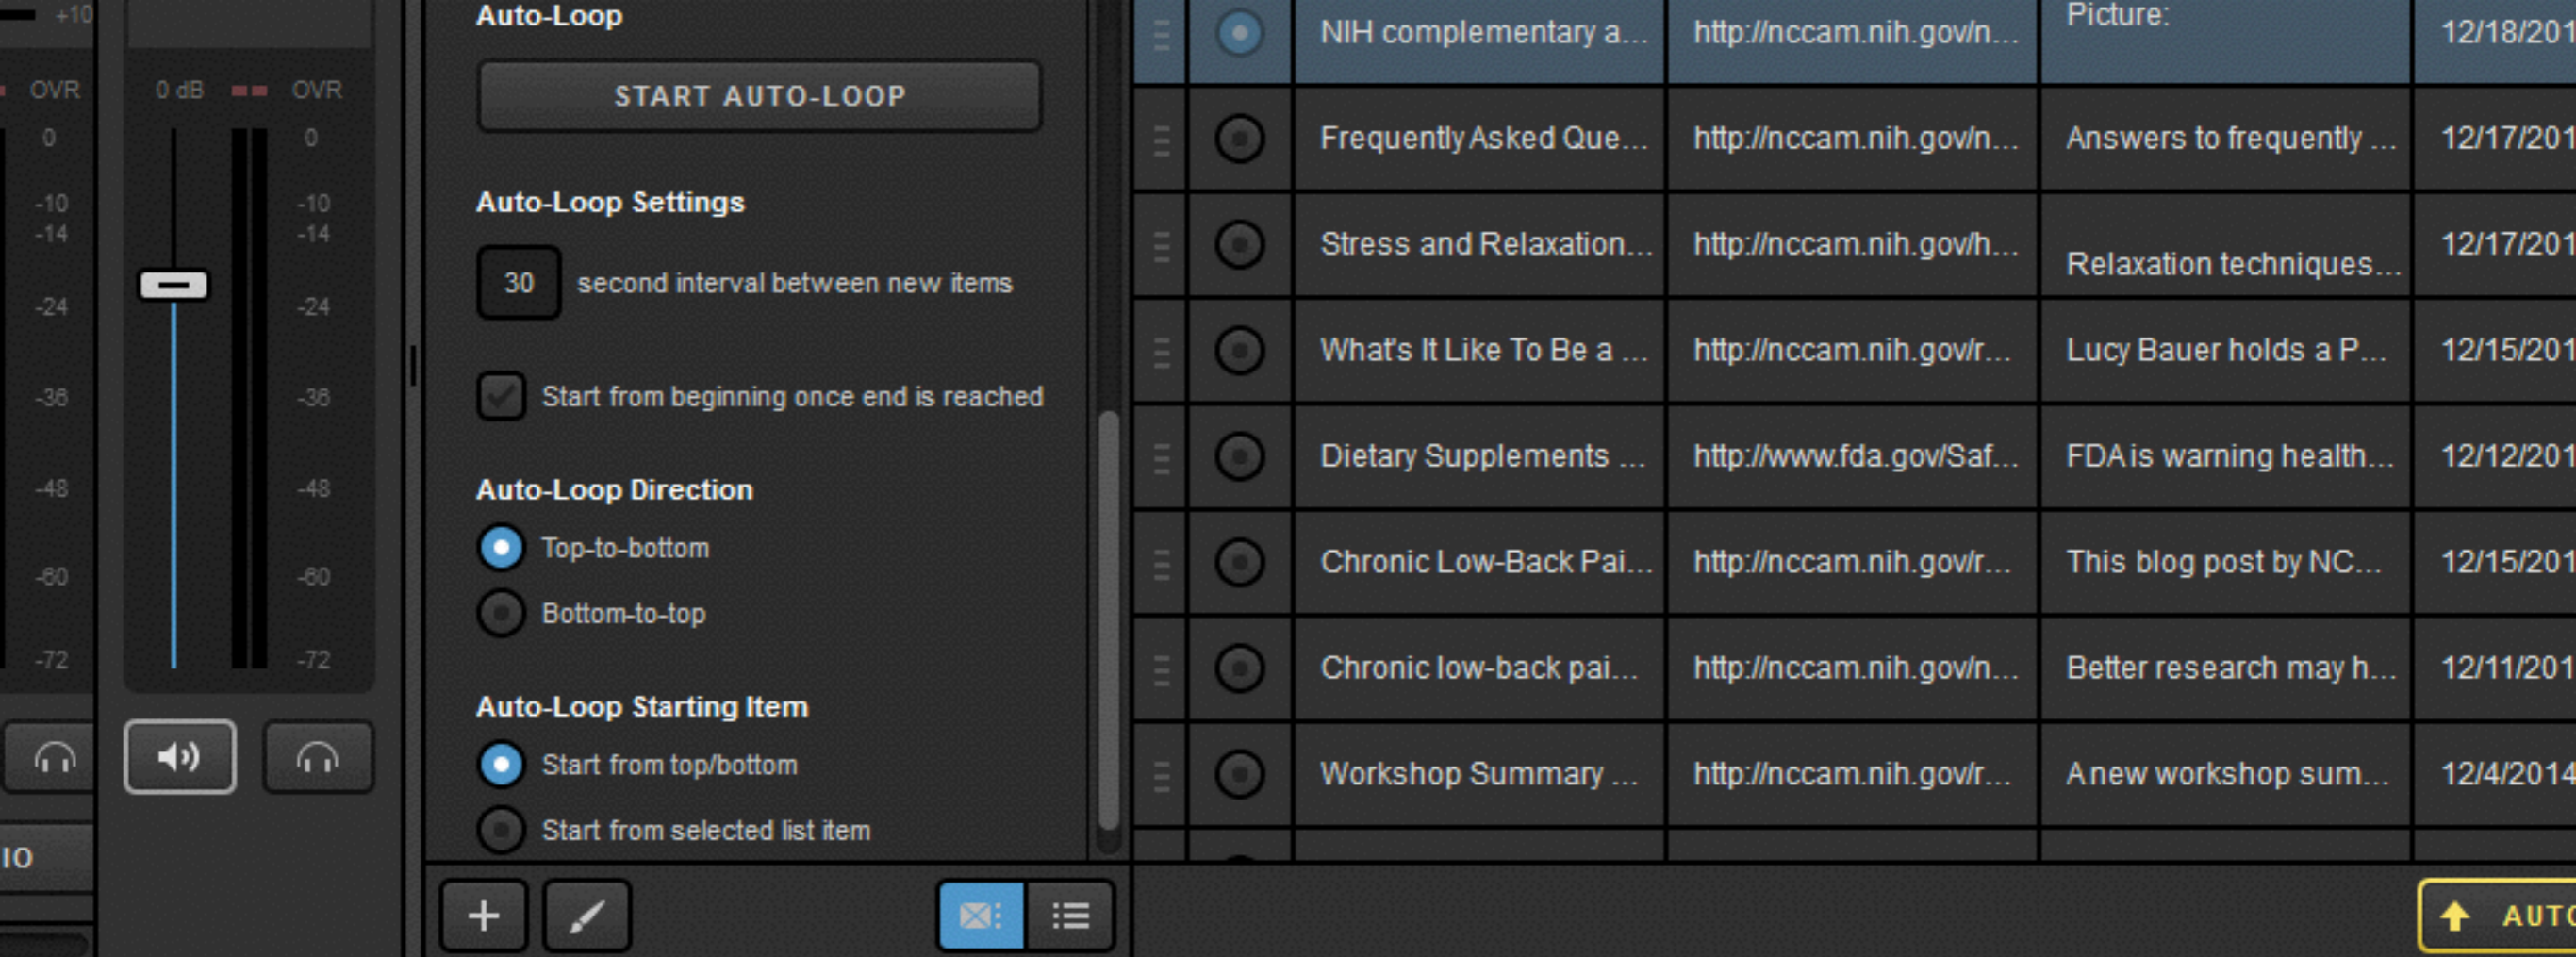 +10
OVR
0
-10
-14
-24
-36
-48
-60
-72
IO
0 dB OVR
0
-10
-14
-24
-36
-48
-60
-72
Auto-Loop
START AUTO-LOOP
Auto-Loop Settings
30 second interval between new items
Start from beginning once end is reached
Auto-Loop Direction
Top-to-bottom
Bottom-to-top
Auto-Loop Starting Item
Start from top/bottom
Start from selected list item
NIH complementary a... http://nccam.nih.gov/n... Picture: 12/18/201
Frequently Asked Que... http://nccam.nih.gov/n... Answers to frequently ... 12/17/201
Stress and Relaxation... http://nccam.nih.gov/h... Relaxation techniques... 12/17/201
What's It Like To Be a ... http://nccam.nih.gov/r... Lucy Bauer holds a P... 12/15/201
Dietary Supplements ... http://www.fda.gov/Saf... FDA is warning health... 12/12/201
Chronic Low-Back Pai... http://nccam.nih.gov/r... This blog post by NC... 12/15/201
Chronic low-back pai... http://nccam.nih.gov/n... Better research may h... 12/11/201
Workshop Summary ... http://nccam.nih.gov/r... A new workshop sum... 12/4/2014
AUTO